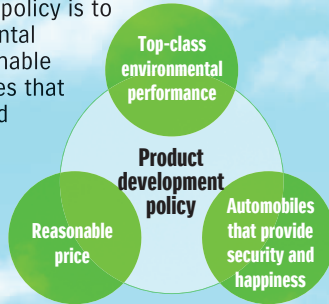 policy is to
ental
nable
es that
d
Top-class
environmental
performance
Product
development
policy
Reasonable
price
Automobiles
that provide
security and
happiness